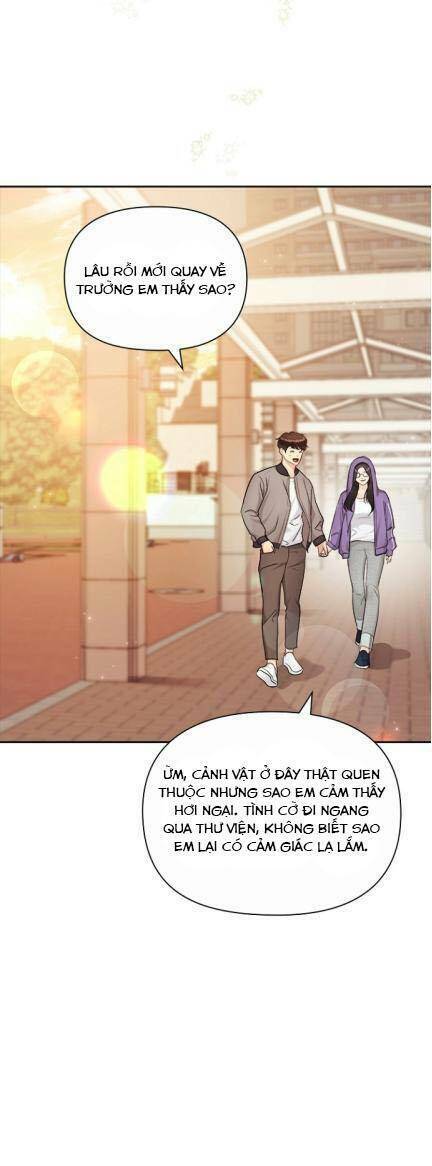 LÂU RỒI MỚI QUAY VỀ
TRƯỜNG EM THẤY SAO?
ỪM, CẢNH VẬT Ở ĐÂY THẬT QUEN
THUỘC NHƯNG SAO EM CẢM THẤY
HƠI NGẠI. TÌNH CỜ ĐI NGANG
QUA THƯ VIỆN, KHÔNG BIẾT SAO
EM LẠI CÓ CẢM GIÁC LẠ LẮM.